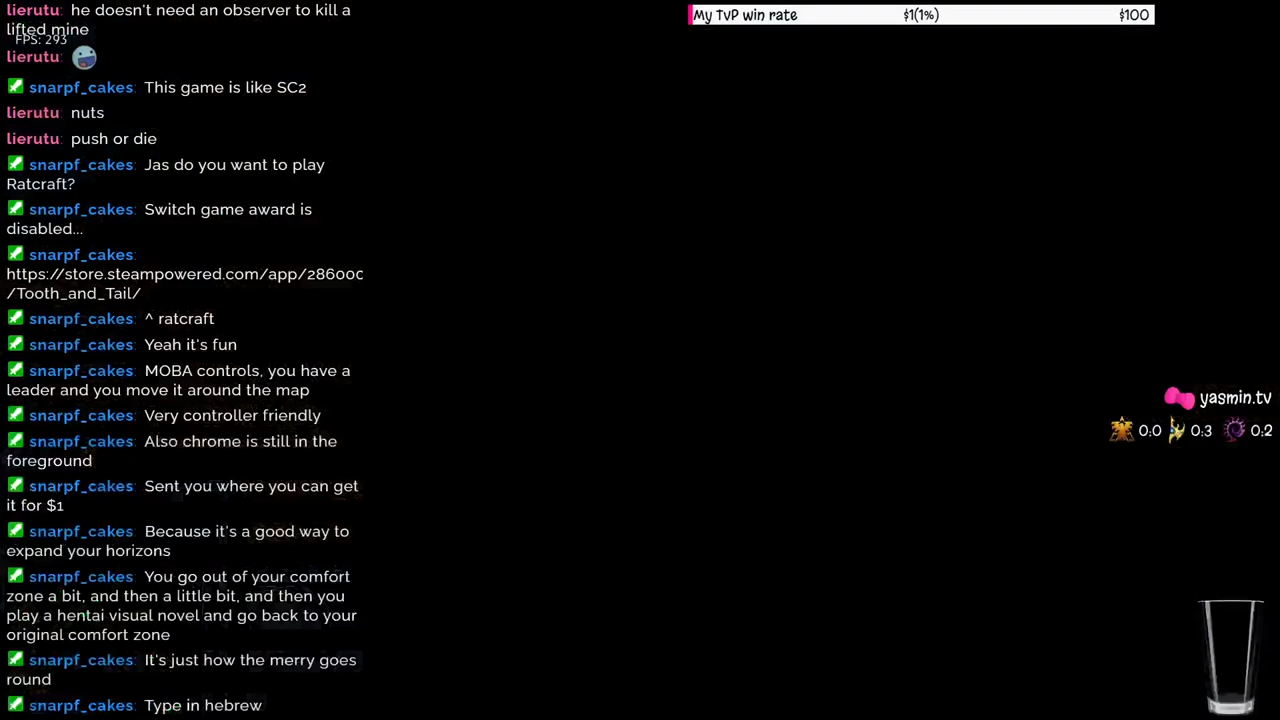 lierutu: he doesn't need an observer to kill a
lifted mine
FPS: 293
lierutu:
snarpf_cakes: This game is like SC2
lierutu: nuts
lierutu: push or die
snarpf_cakes: Jas do you want to play
Ratcraft?
snarpf_cakes: Switch game award is
disabled...
snarpf_cakes:
https://store.steampowered.com/app/286000
/Tooth_and_Tail/
snarpf_cakes: ^ ratcraft
snarpf_cakes: Yeah it's fun
snarpf_cakes: MOBA controls, you have a
leader and you move it around the map
snarpf_cakes: Very controller friendly
snarpf_cakes: Also chrome is still in the
foreground
snarpf_cakes: Sent you where you can get
it for $1
snarpf_cakes: Because it's a good way to
expand your horizons
snarpf_cakes: You go out of your comfort
zone a bit, and then a little bit, and then you
play a hentai visual novel and go back to your
original comfort zone
snarpf_cakes: It's just how the merry goes
round
snarpf_cakes: Type in hebrew
My TvP win rate $1(1%) $100
yasmin.tv
0:0 0:3 0:2